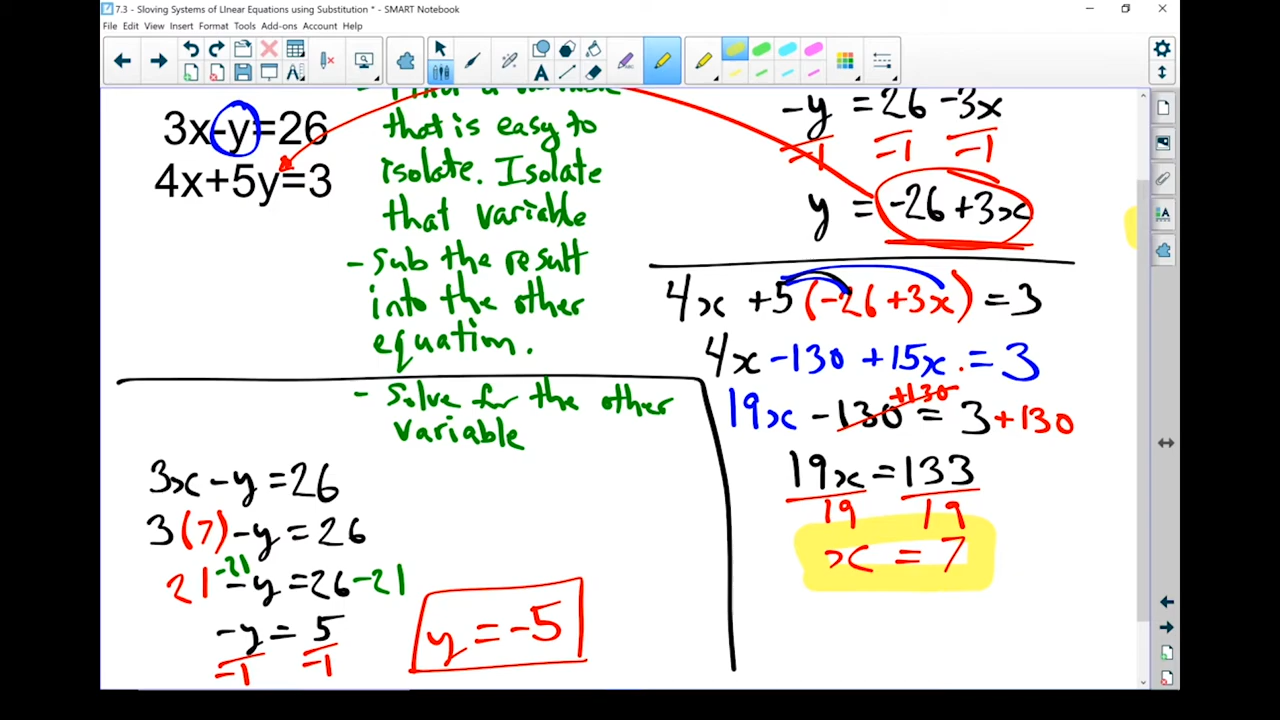 7.3 - Sloving Systems of LInear Equations using Substitution * - SMART Notebook
File Edit View Insert Format Tools Add-ons Account Help
3x-y=26
4x+5y=3
- Find a variable
that is easy to
isolate. Isolate
that variable
- Sub the result
into the other
equation.
- Solve for the other
variable
-y = 26 -3x
-1 -1 -1
y = -26 +3x
4x +5(-26 +3x) = 3
4x -130 +15x = 3
+130
19x -130 = 3 +130
19x = 133
19 19
x = 7
3x - y = 26
3(7) - y = 26
-21
21 - y = 26 -21
-y = 5
-1 -1
y = -5